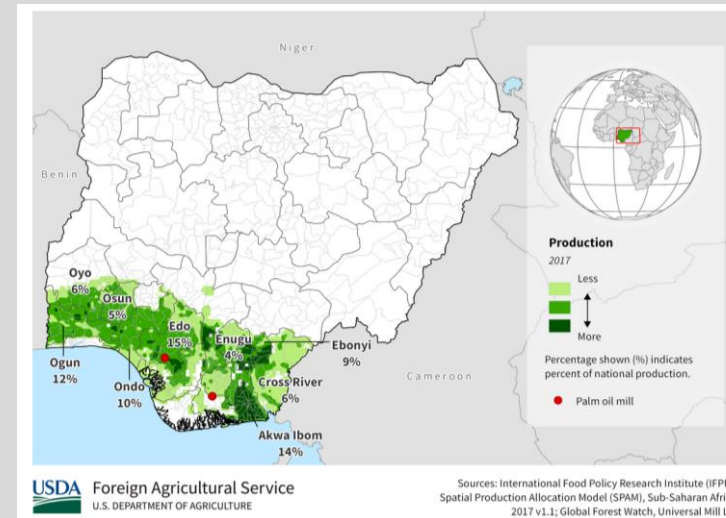 Niger
Benin
Oyo
6%
Osun
5%
Edo
15%
Enugu
4%
Ebonyi
9%
Ogun
12%
Ondo
10%
Cross River
6%
Cameroon
Akwa Ibom
14%
Production
2017
Less
More
Percentage shown (%) indicates
percent of national production.
Palm oil mill
USDA
Foreign Agricultural Service
U.S. DEPARTMENT OF AGRICULTURE
Sources: International Food Policy Research Institute (IFP
Spatial Production Allocation Model (SPAM), Sub-Saharan Afri
2017 v1.1; Global Forest Watch, Universal Mill